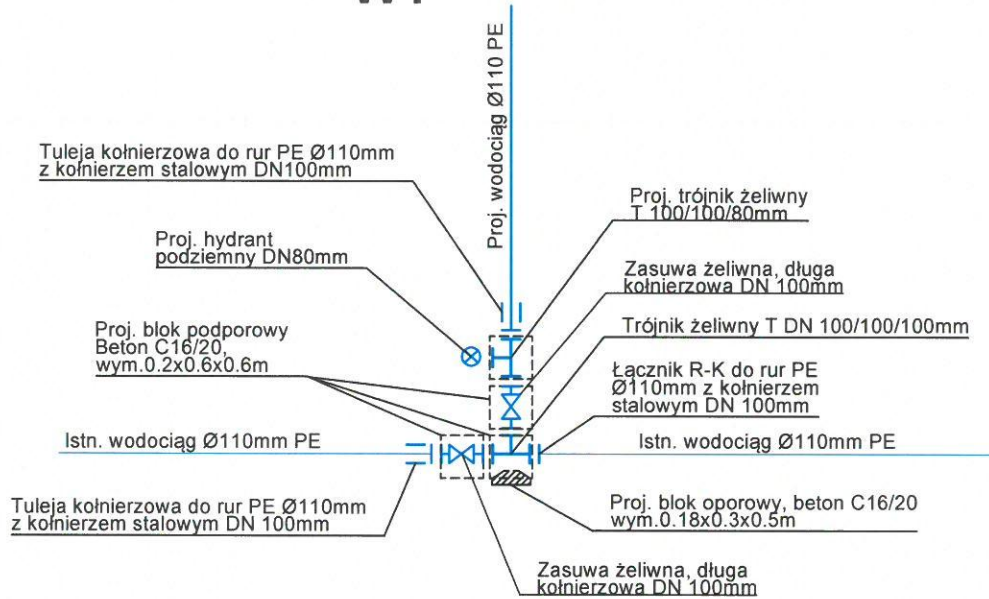 Proj. wodociąg Ø110 PE
Tuleja kołnierzowa do rur PE Ø110mm
z kołnierzem stalowym DN100mm
Proj. trójnik żeliwny
T 100/100/80mm
Proj. hydrant
podziemny DN80mm
Zasuwa żeliwna, długa
kołnierzowa DN 100mm
Proj. blok podporowy
Beton C16/20,
wym.0.2x0.6x0.6m
Trójnik żeliwny T DN 100/100/100mm
Łącznik R-K do rur PE
Ø110mm z kołnierzem
stalowym DN 100mm
Istn. wodociąg Ø110mm PE
Istn. wodociąg Ø110mm PE
Tuleja kołnierzowa do rur PE Ø110mm
z kołnierzem stalowym DN 100mm
Proj. blok oporowy, beton C16/20
wym.0.18x0.3x0.5m
Zasuwa żeliwna, długa
kołnierzowa DN 100mm